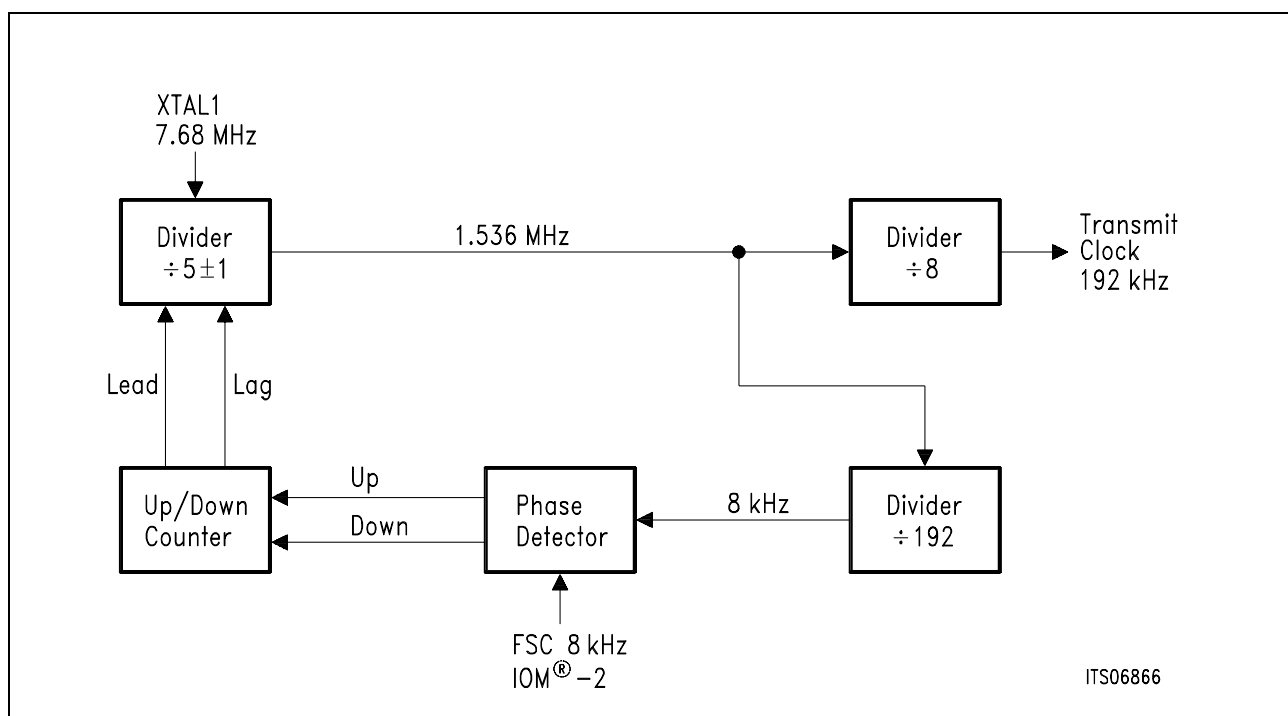 XTAL1
7.68 MHz
Divider
÷5±1
1.536 MHz
Divider
÷8
Transmit
Clock
192 kHz
Lead
Lag
Up/Down
Counter
Up
Down
Phase
Detector
8 kHz
Divider
÷192
FSC 8 kHz
IOM®-2
ITS06866